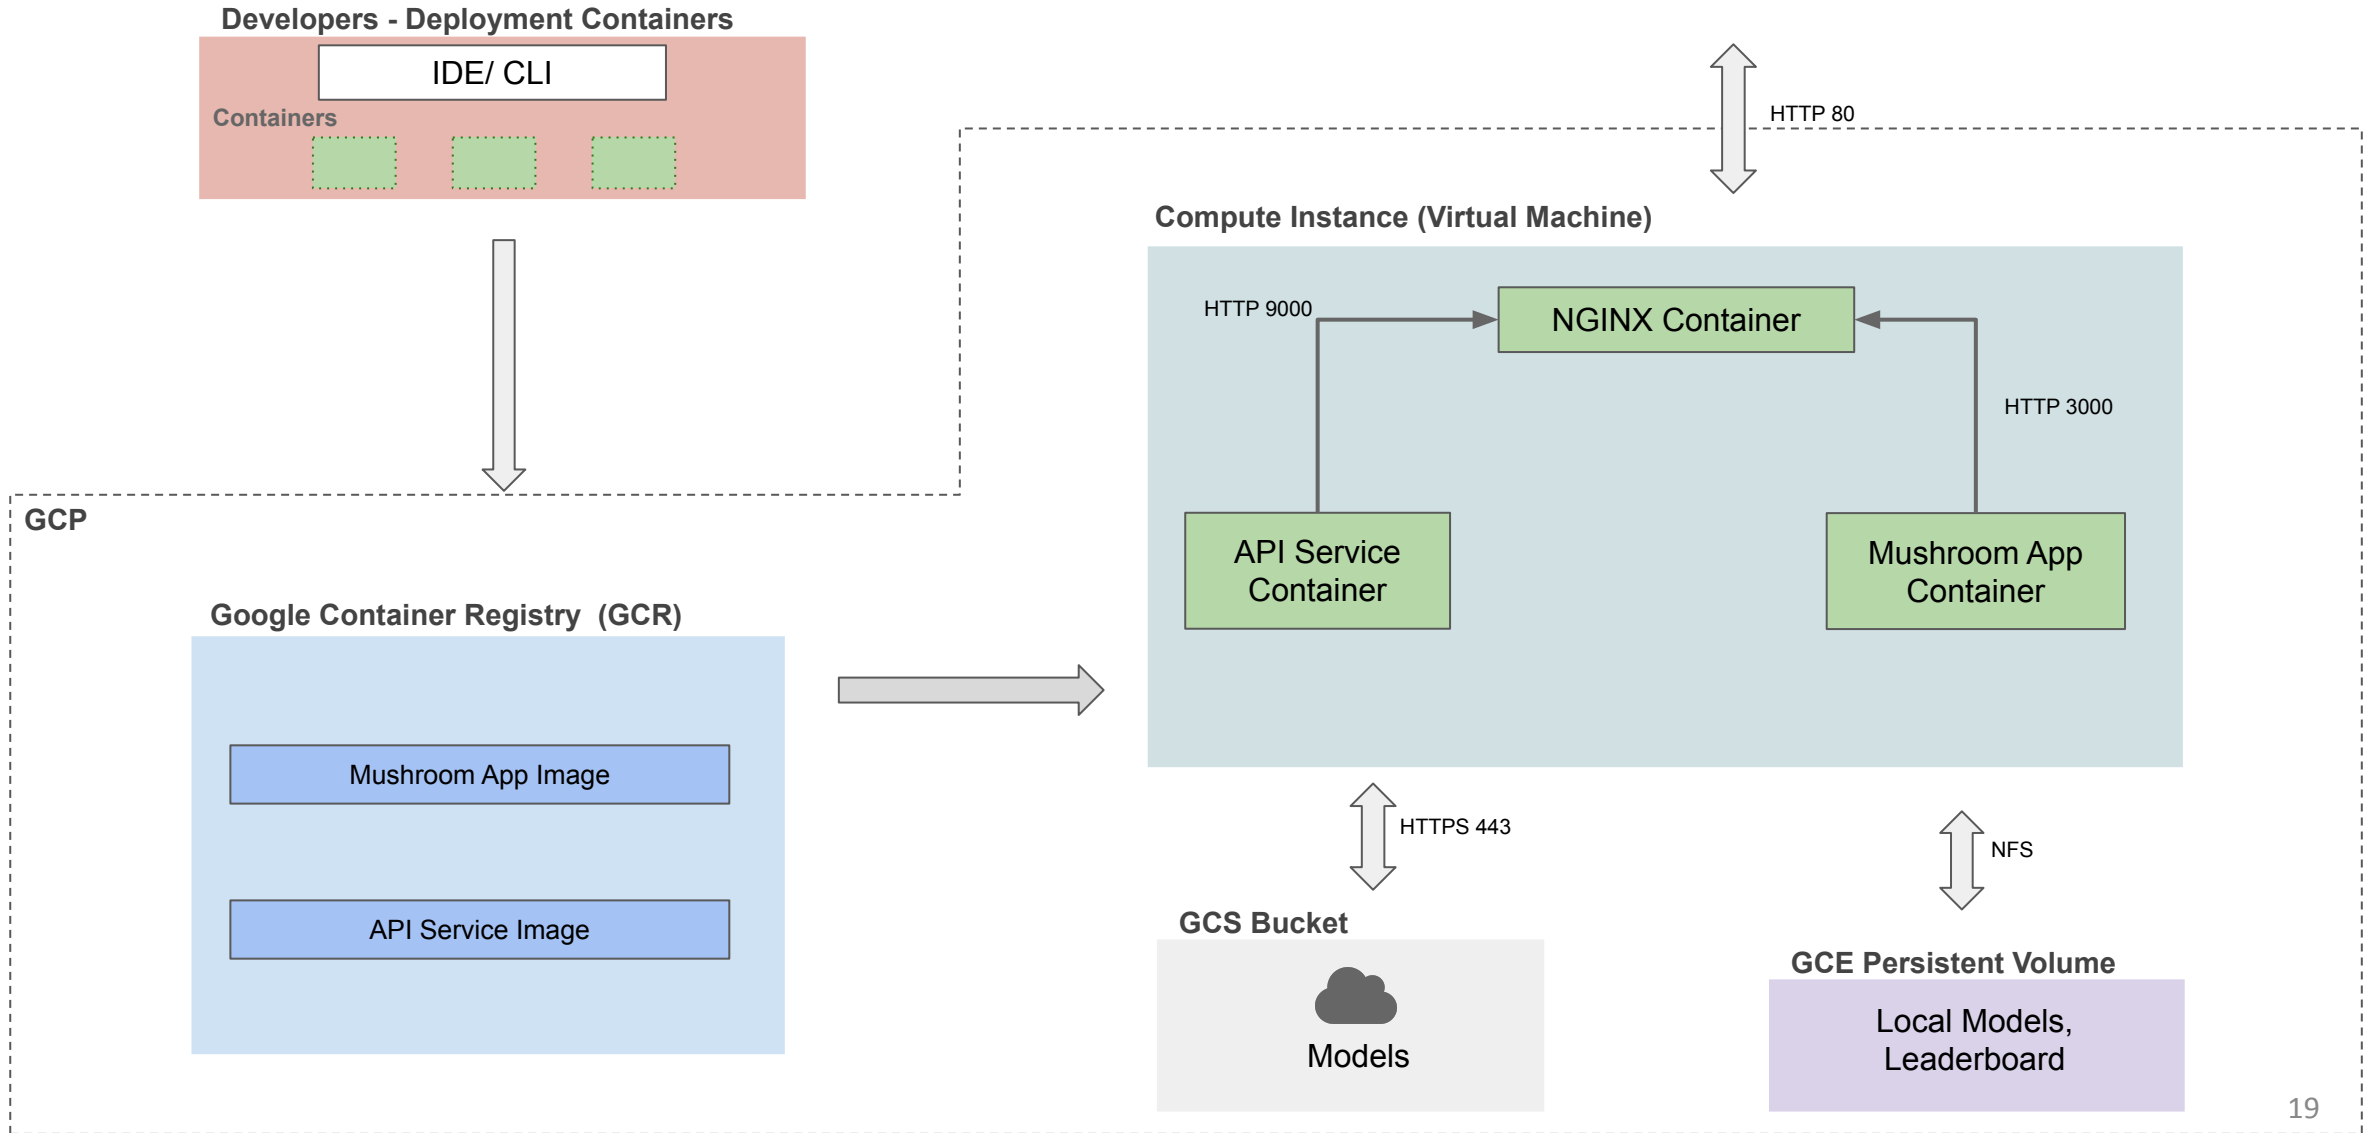 Developers - Deployment Containers
IDE/ CLI
Containers
HTTP 80
Compute Instance (Virtual Machine)
HTTP 9000
NGINX Container
HTTP 3000
GCP
API Service
Container
Mushroom App
Container
Google Container Registry  (GCR)
Mushroom App Image
API Service Image
HTTPS 443
NFS
GCS Bucket
Models
GCE Persistent Volume
Local Models,
Leaderboard
19